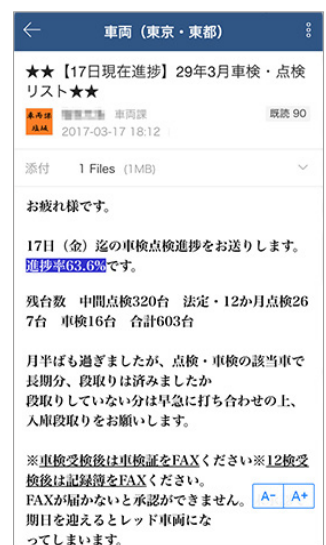 車両（東京・東都）
★★【17日現在進捗】29年3月車検・点検
リスト★★
車両課
既読 90
2017-03-17 18:12
添付 1 Files (1MB)
お疲れ様です。
17日（金）迄の車検点検進捗をお送りします。
進捗率63.6%です。
残台数　中間点検320台　法定・12か月点検26
7台　車検16台　合計603台
月半ばも過ぎましたが、点検・車検の該当車で
長期分、段取りは済みましたか
段取りしていない分は早急に打ち合わせの上、
入庫段取りをお願いします。
※車検受検後は車検証をFAXください※12検受
検後は記録簿をFAXください。
FAXが届かないと承認ができません。
A- A+
期日を迎えるとレッド車両にな
ってしまいます。